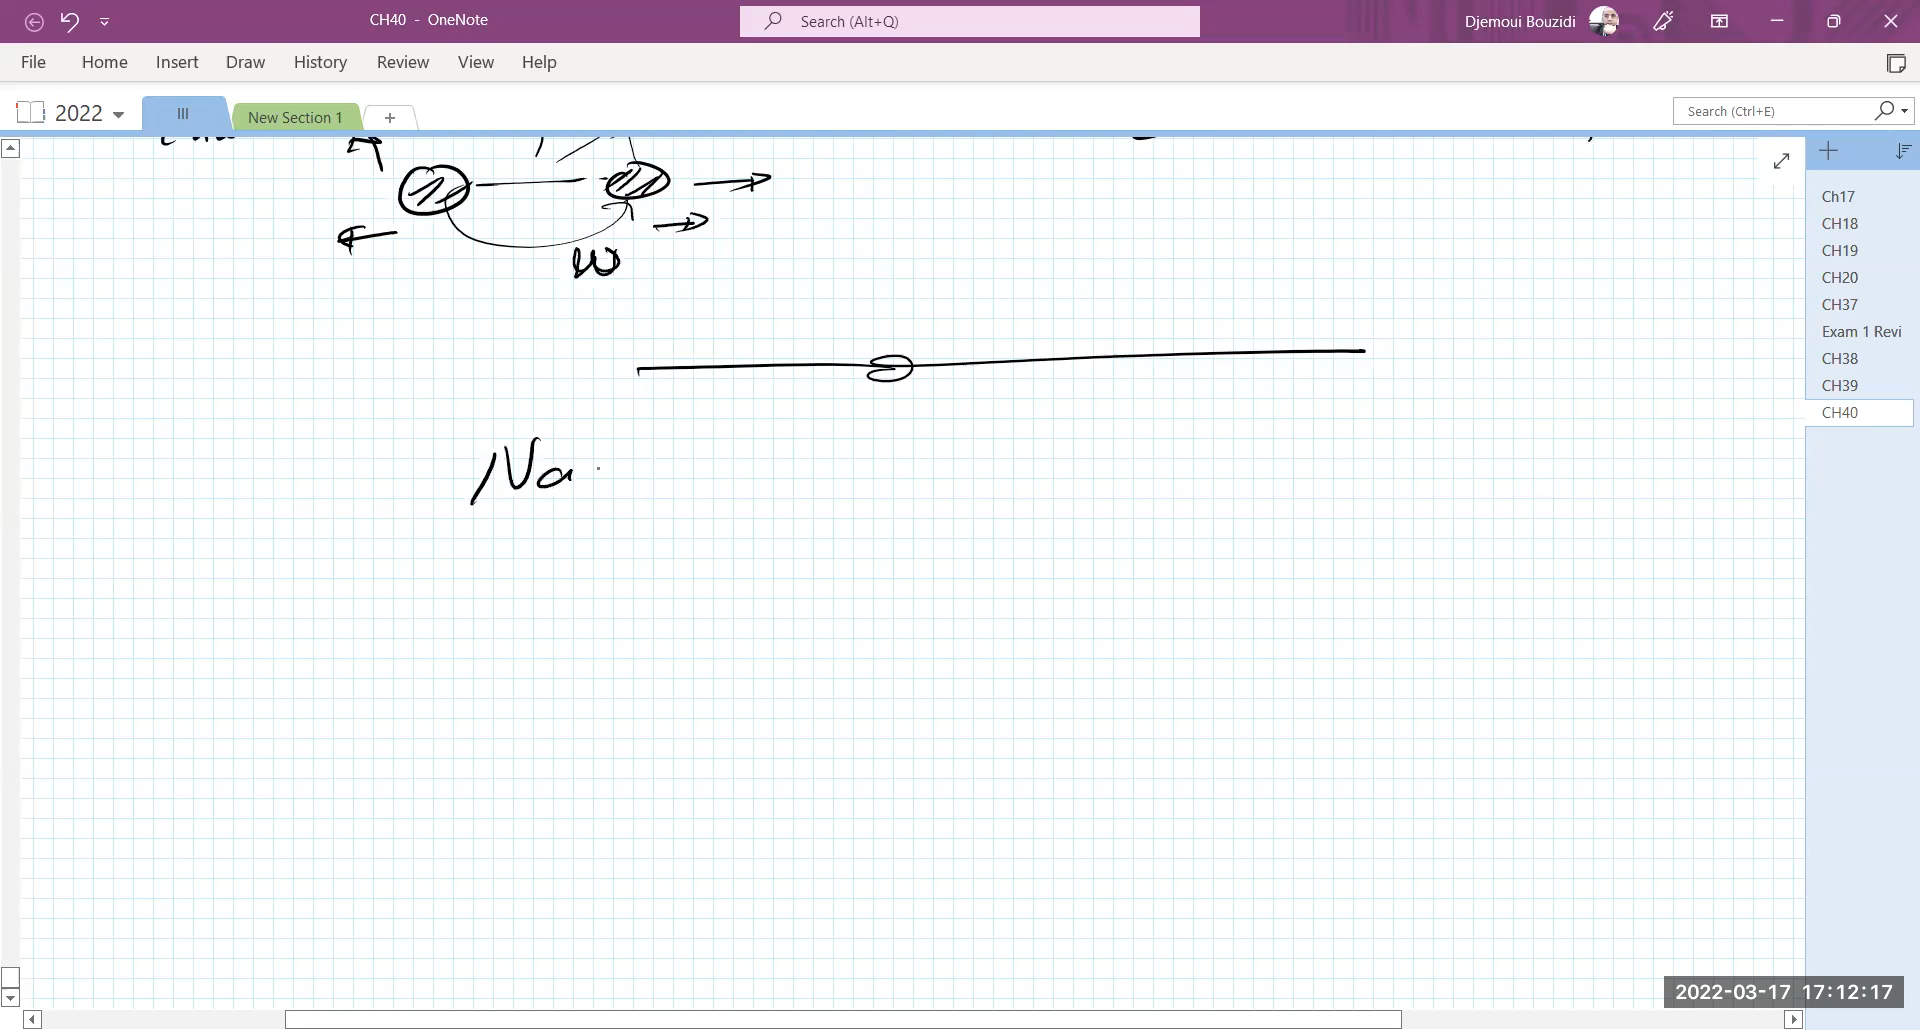 CH40 - OneNote
Search (Alt+Q)
Djemoui Bouzidi
File Home Insert Draw History Review View Help
2022
III
New Section 1
Search (Ctrl+E)
Ch17
CH18
CH19
CH20
CH37
Exam 1 Revi
CH38
CH39
CH40
w
Na
2022-03-17 17:12:17